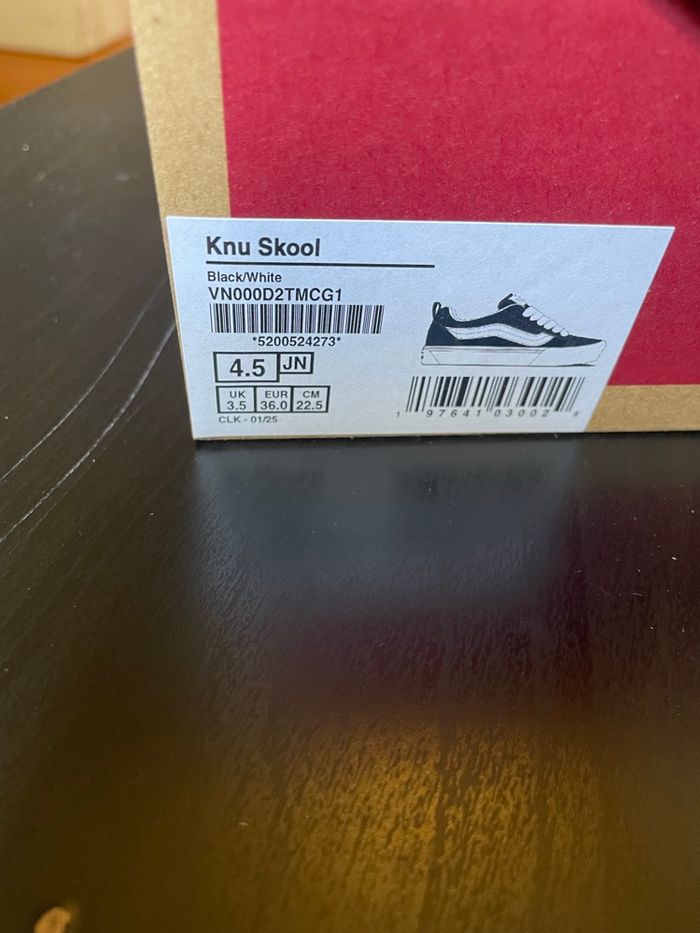 Knu Skool
Black/White
VN000D2TMCG1
*5200524273*
4.5 JN
UK EUR CM
3.5 36.0 22.5
CLK - 01/25
1 97641 03002 9